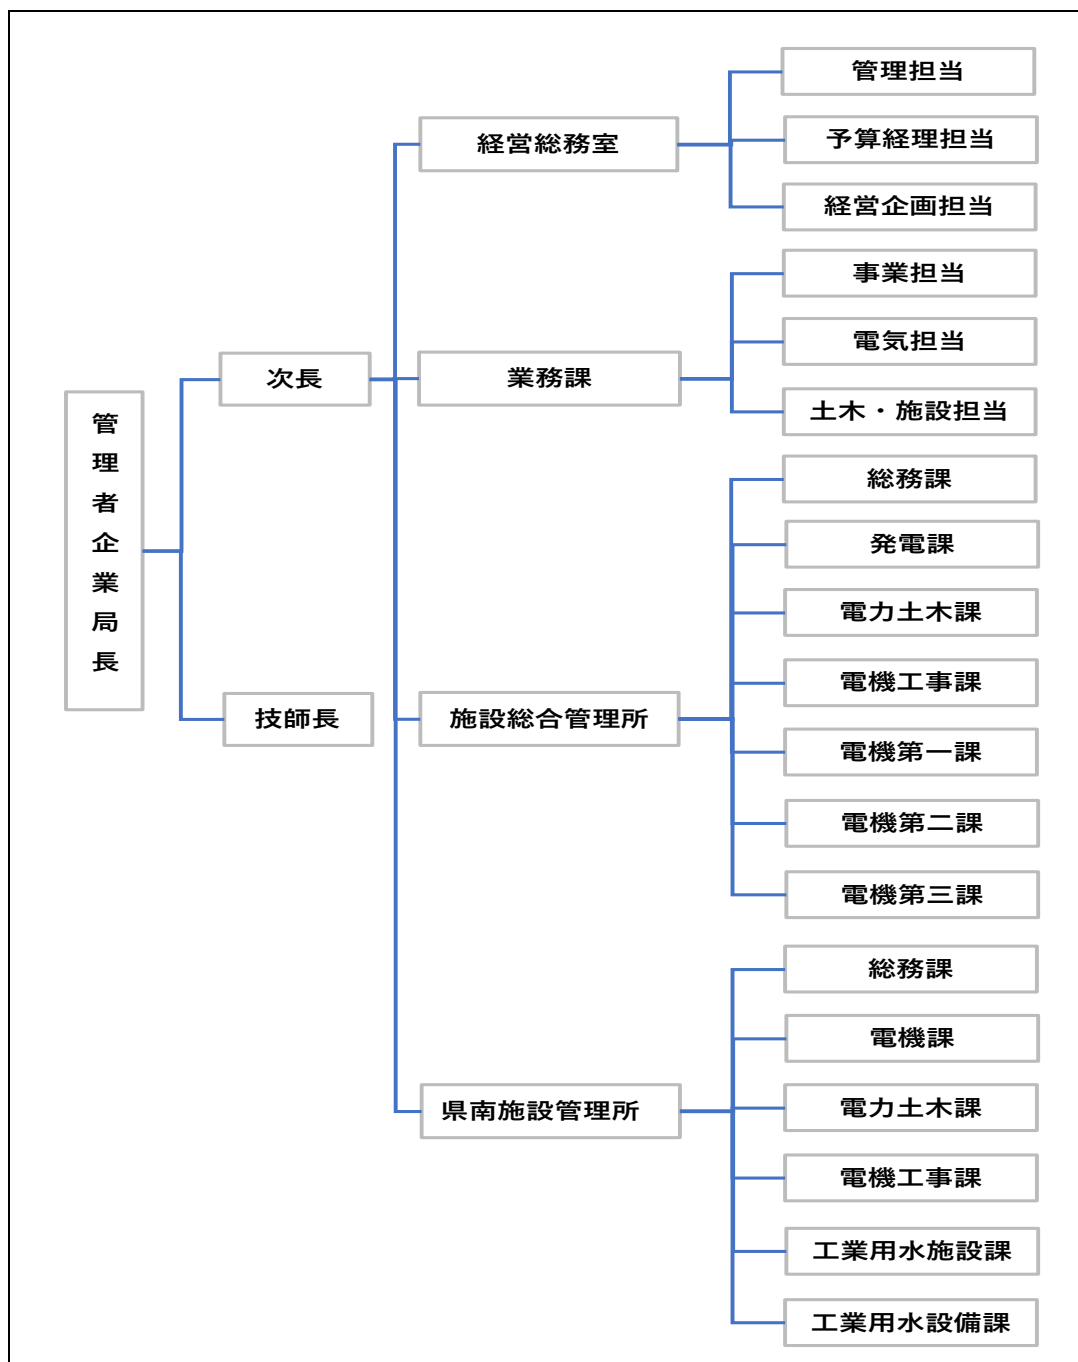 管理者企業局長
次長
技師長
経営総務室
管理担当
予算経理担当
経営企画担当
業務課
事業担当
電気担当
土木・施設担当
施設総合管理所
総務課
発電課
電力土木課
電機工事課
電機第一課
電機第二課
電機第三課
県南施設管理所
総務課
電機課
電力土木課
電機工事課
工業用水施設課
工業用水設備課